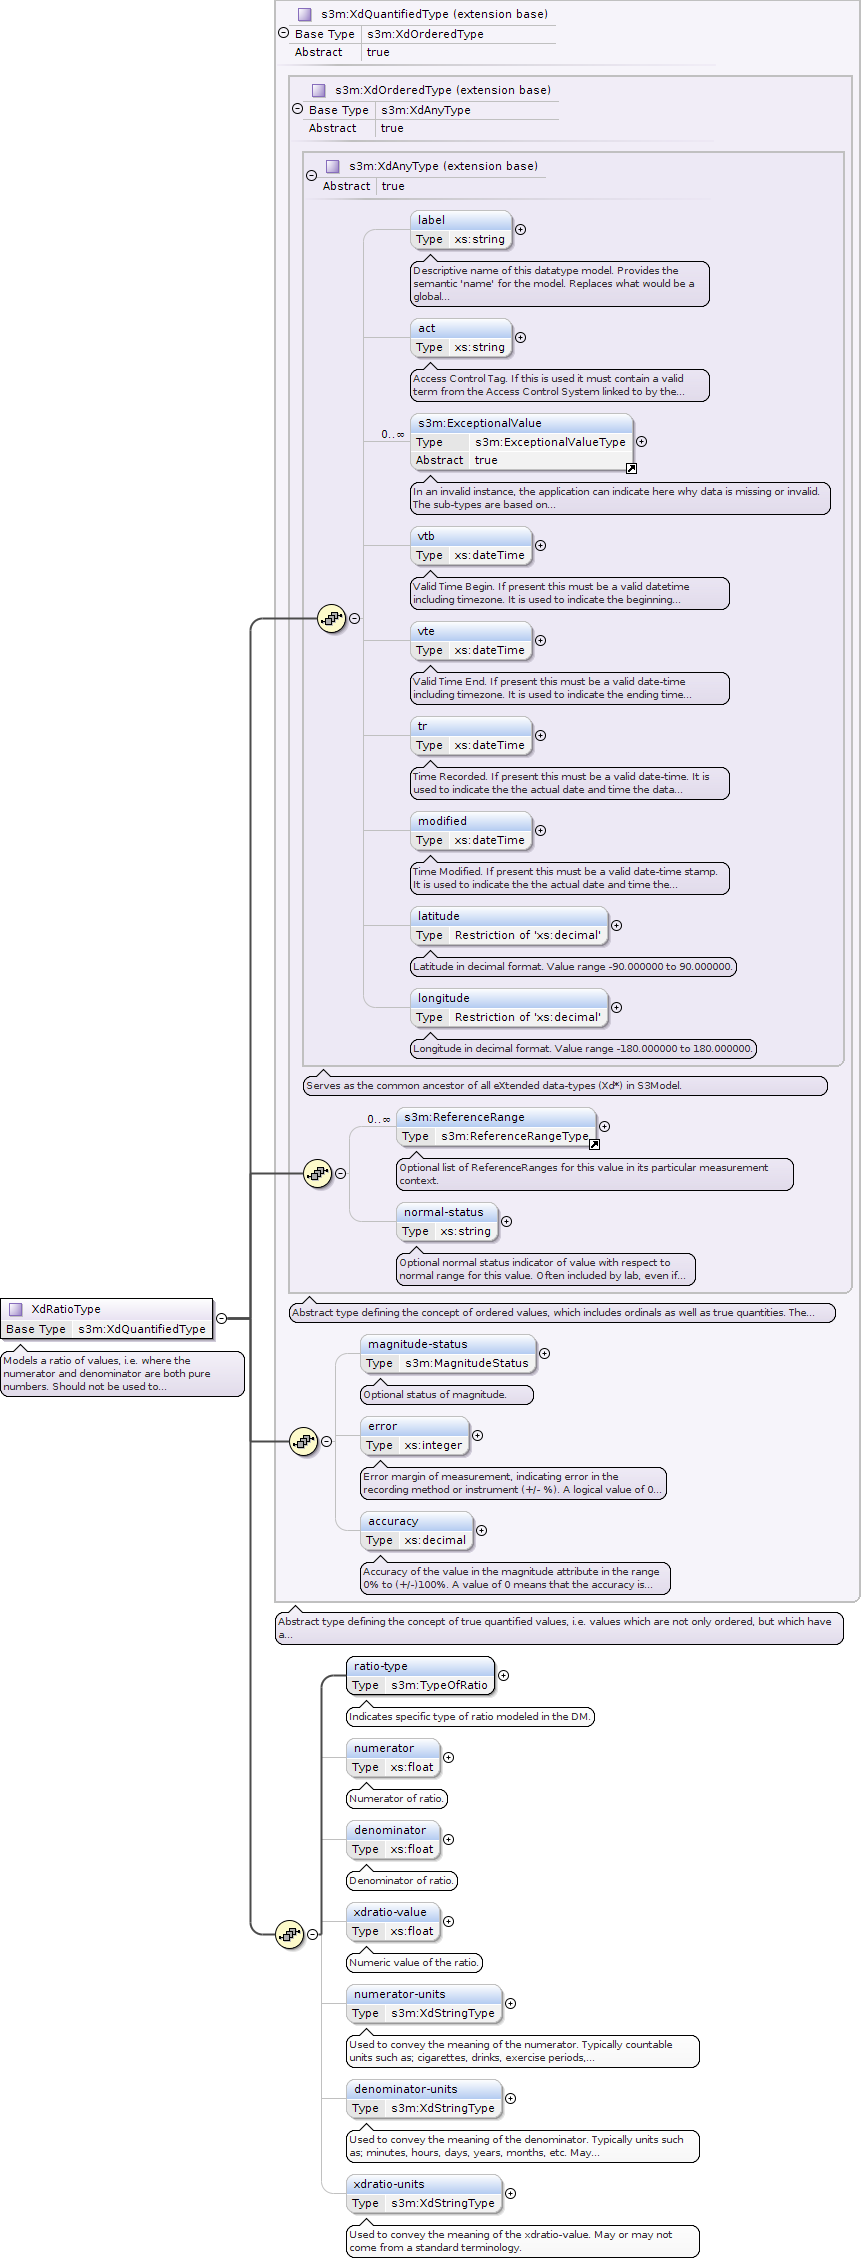 s3m:XdQuantifiedType (extension base)
Base Type s3m:XdOrderedType
Abstract true
s3m:XdOrderedType (extension base)
Base Type s3m:XdAnyType
Abstract true
s3m:XdAnyType (extension base)
Abstract true
label
Type xs:string
Descriptive name of this datatype model. Provides the
semantic 'name' for the model. Replaces what would be a
global...
act
Type xs:string
Access Control Tag. If this is used it must contain a valid
term from the Access Control System linked to by the...
0..∞
s3m:ExceptionalValue
Type s3m:ExceptionalValueType
Abstract true
In an invalid instance, the application can indicate here why data is missing or invalid.
The sub-types are based on...
vtb
Type xs:dateTime
Valid Time Begin. If present this must be a valid datetime
including timezone. It is used to indicate the beginning...
vte
Type xs:dateTime
Valid Time End. If present this must be a valid date-time
including timezone. It is used to indicate the ending time...
tr
Type xs:dateTime
Time Recorded. If present this must be a valid date-time. It is
used to indicate the the actual date and time the data...
modified
Type xs:dateTime
Time Modified. If present this must be a valid date-time stamp.
It is used to indicate the the actual date and time the...
latitude
Type Restriction of 'xs:decimal'
Latitude in decimal format. Value range -90.000000 to 90.000000.
longitude
Type Restriction of 'xs:decimal'
Longitude in decimal format. Value range -180.000000 to 180.000000.
Serves as the common ancestor of all eXtended data-types (Xd*) in S3Model.
0..∞
s3m:ReferenceRange
Type s3m:ReferenceRangeType
Optional list of ReferenceRanges for this value in its particular measurement
context.
normal-status
Type xs:string
Optional normal status indicator of value with respect to
normal range for this value. Often included by lab, even if...
XdRatioType
Base Type s3m:XdQuantifiedType
Models a ratio of values, i.e. where the
numerator and denominator are both pure
numbers. Should not be used to...
Abstract type defining the concept of ordered values, which includes ordinals as well as true quantities. The...
magnitude-status
Type s3m:MagnitudeStatus
Optional status of magnitude.
error
Type xs:integer
Error margin of measurement, indicating error in the
recording method or instrument (+/- %). A logical value of 0...
accuracy
Type xs:decimal
Accuracy of the value in the magnitude attribute in the range
0% to (+/-)100%. A value of 0 means that the accuracy is...
Abstract type defining the concept of true quantified values, i.e. values which are not only ordered, but which have
a...
ratio-type
Type s3m:TypeOfRatio
Indicates specific type of ratio modeled in the DM.
numerator
Type xs:float
Numerator of ratio.
denominator
Type xs:float
Denominator of ratio.
xdratio-value
Type xs:float
Numeric value of the ratio.
numerator-units
Type s3m:XdStringType
Used to convey the meaning of the numerator. Typically countable
units such as; cigarettes, drinks, exercise periods,...
denominator-units
Type s3m:XdStringType
Used to convey the meaning of the denominator. Typically units such
as; minutes, hours, days, years, months, etc. May...
xdratio-units
Type s3m:XdStringType
Used to convey the meaning of the xdratio-value. May or may not
come from a standard terminology.